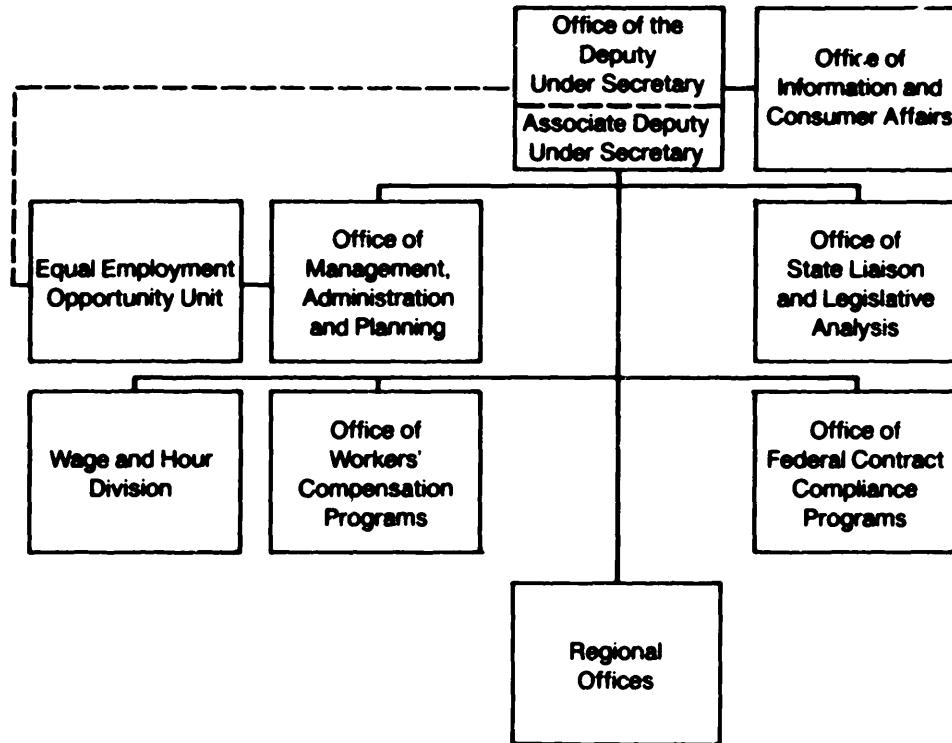 Office of the
Deputy
Under Secretary
Associate Deputy
Under Secretary
Office of
Information and
Consumer Affairs
Equal Employment
Opportunity Unit
Office of
Management,
Administration
and Planning
Office of
State Liaison
and Legislative
Analysis
Wage and Hour
Division
Office of
Workers'
Compensation
Programs
Office of
Federal Contract
Compliance
Programs
Regional
Offices